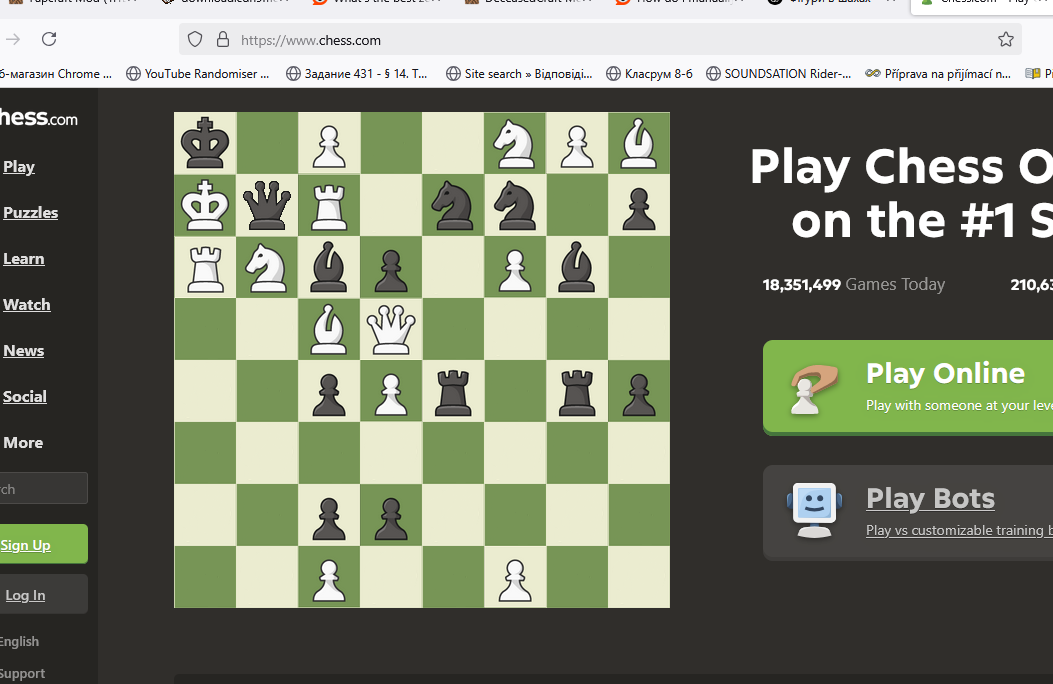 https://www.chess.com
б-магазин Chrome ...
YouTube Randomiser ...
Задание 431 - § 14. Т...
Site search » Відповіді...
Класрум 8-б
SOUNDSATION Rider-...
Příprava na přijímací n...
hess.com
Play
Puzzles
Learn
Watch
News
Social
More
rch
Sign Up
Log In
English
Support
Play Chess O
on the #1 S
18,351,499 Games Today
210,63
Play Online
Play with someone at your leve
Play Bots
Play vs customizable training b